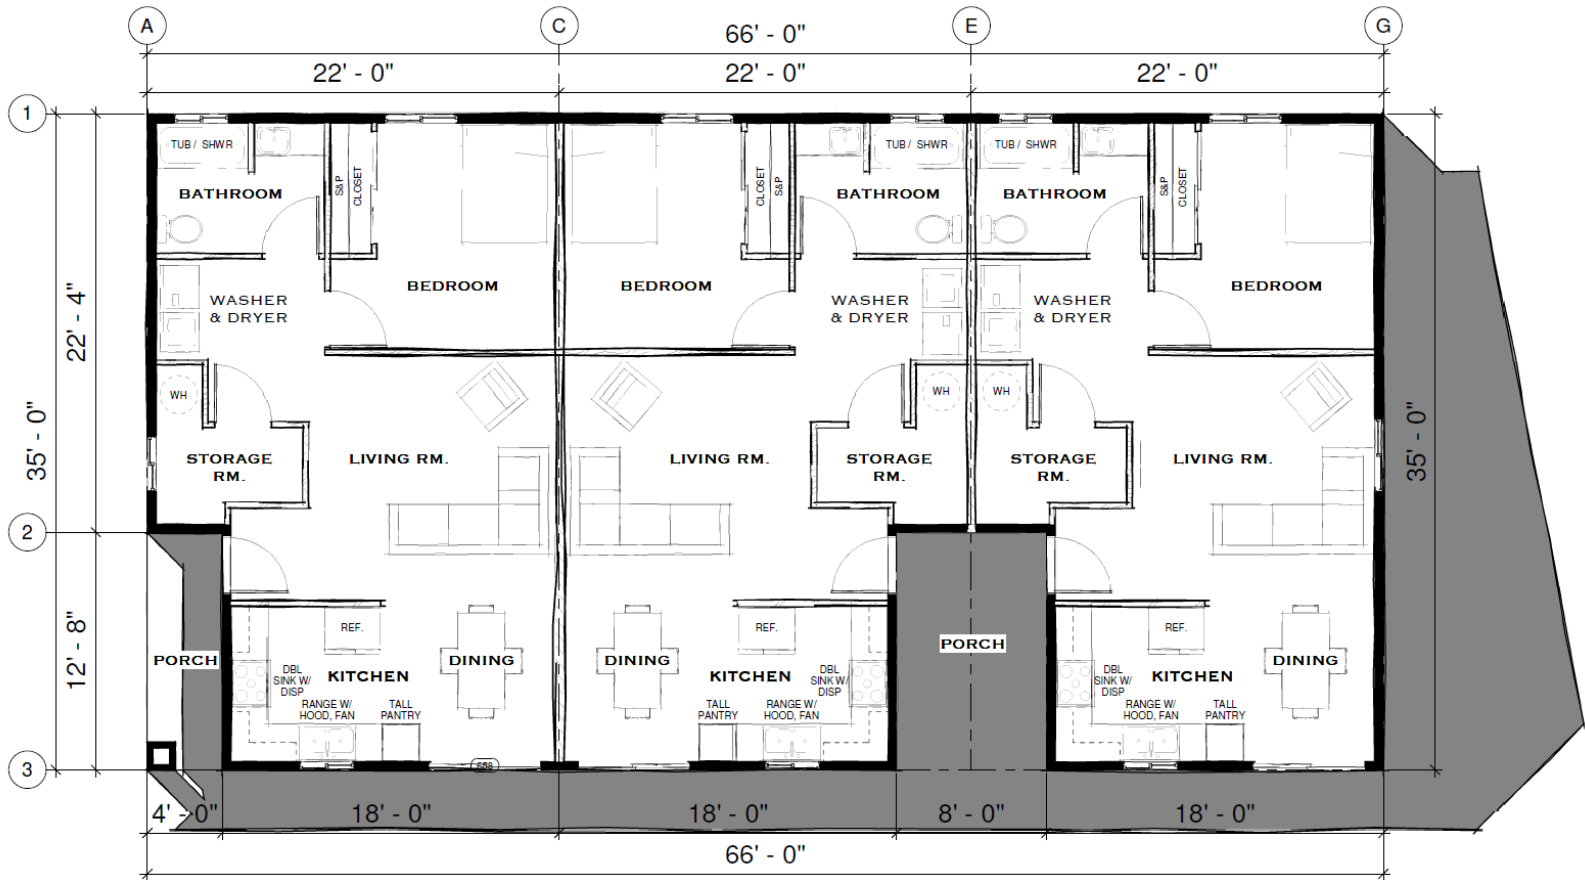 A
C
E
G
66' - 0"
22' - 0"
22' - 0"
22' - 0"
1
TUB / SHWR
TUB / SHWR
TUB / SHWR
BATHROOM
S&P
CLOSET
CLOSET
S&P
BATHROOM
BATHROOM
S&P
CLOSET
BEDROOM
BEDROOM
BEDROOM
WASHER
& DRYER
WASHER
& DRYER
WASHER
& DRYER
22' - 4"
35' - 0"
35' - 0"
WH
WH
WH
STORAGE
RM.
LIVING RM.
LIVING RM.
STORAGE
RM.
STORAGE
RM.
LIVING RM.
2
12' - 8"
REF.
REF.
REF.
PORCH
PORCH
KITCHEN
DINING
DINING
KITCHEN
KITCHEN
DINING
DBL
SINK W/
DISP
DBL
SINK W/
DISP
DBL
SINK W/
DISP
RANGE W/
HOOD, FAN
TALL
PANTRY
TALL
PANTRY
RANGE W/
HOOD, FAN
RANGE W/
HOOD, FAN
TALL
PANTRY
3
4' - 0"
18' - 0"
18' - 0"
8' - 0"
18' - 0"
66' - 0"